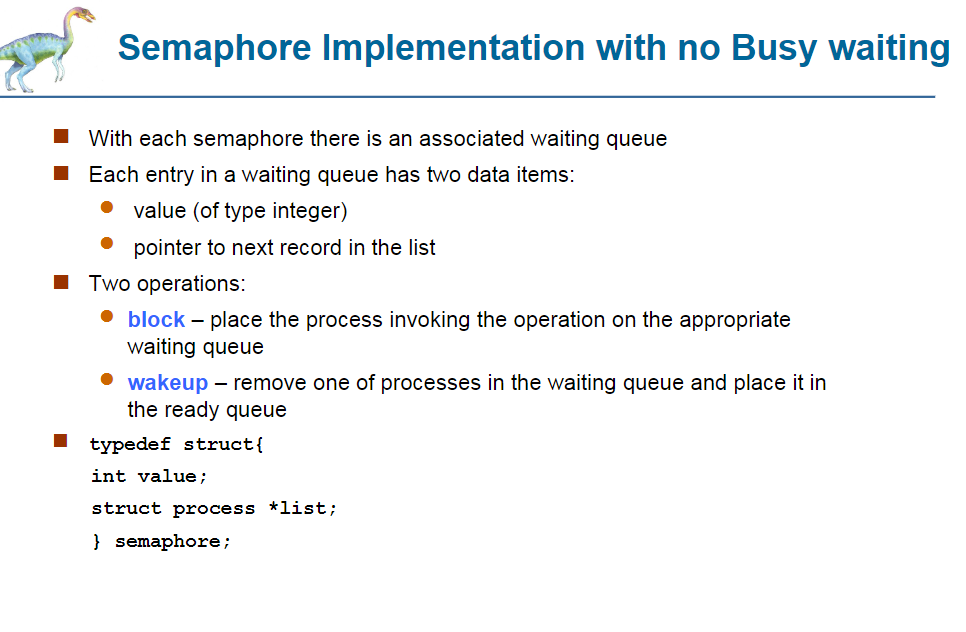 Semaphore Implementation with no Busy waiting
With each semaphore there is an associated waiting queue
Each entry in a waiting queue has two data items:
value (of type integer)
pointer to next record in the list
Two operations:
block – place the process invoking the operation on the appropriate
waiting queue
wakeup – remove one of processes in the waiting queue and place it in
the ready queue
typedef struct{
int value;
struct process *list;
} semaphore;